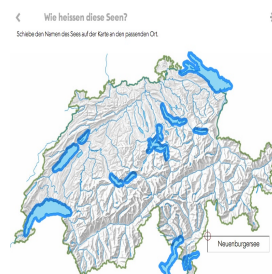 Wie heissen diese Seen?
Schiebe den Namen des Sees auf der Karte an den passenden Ort.
Neuenburgersee